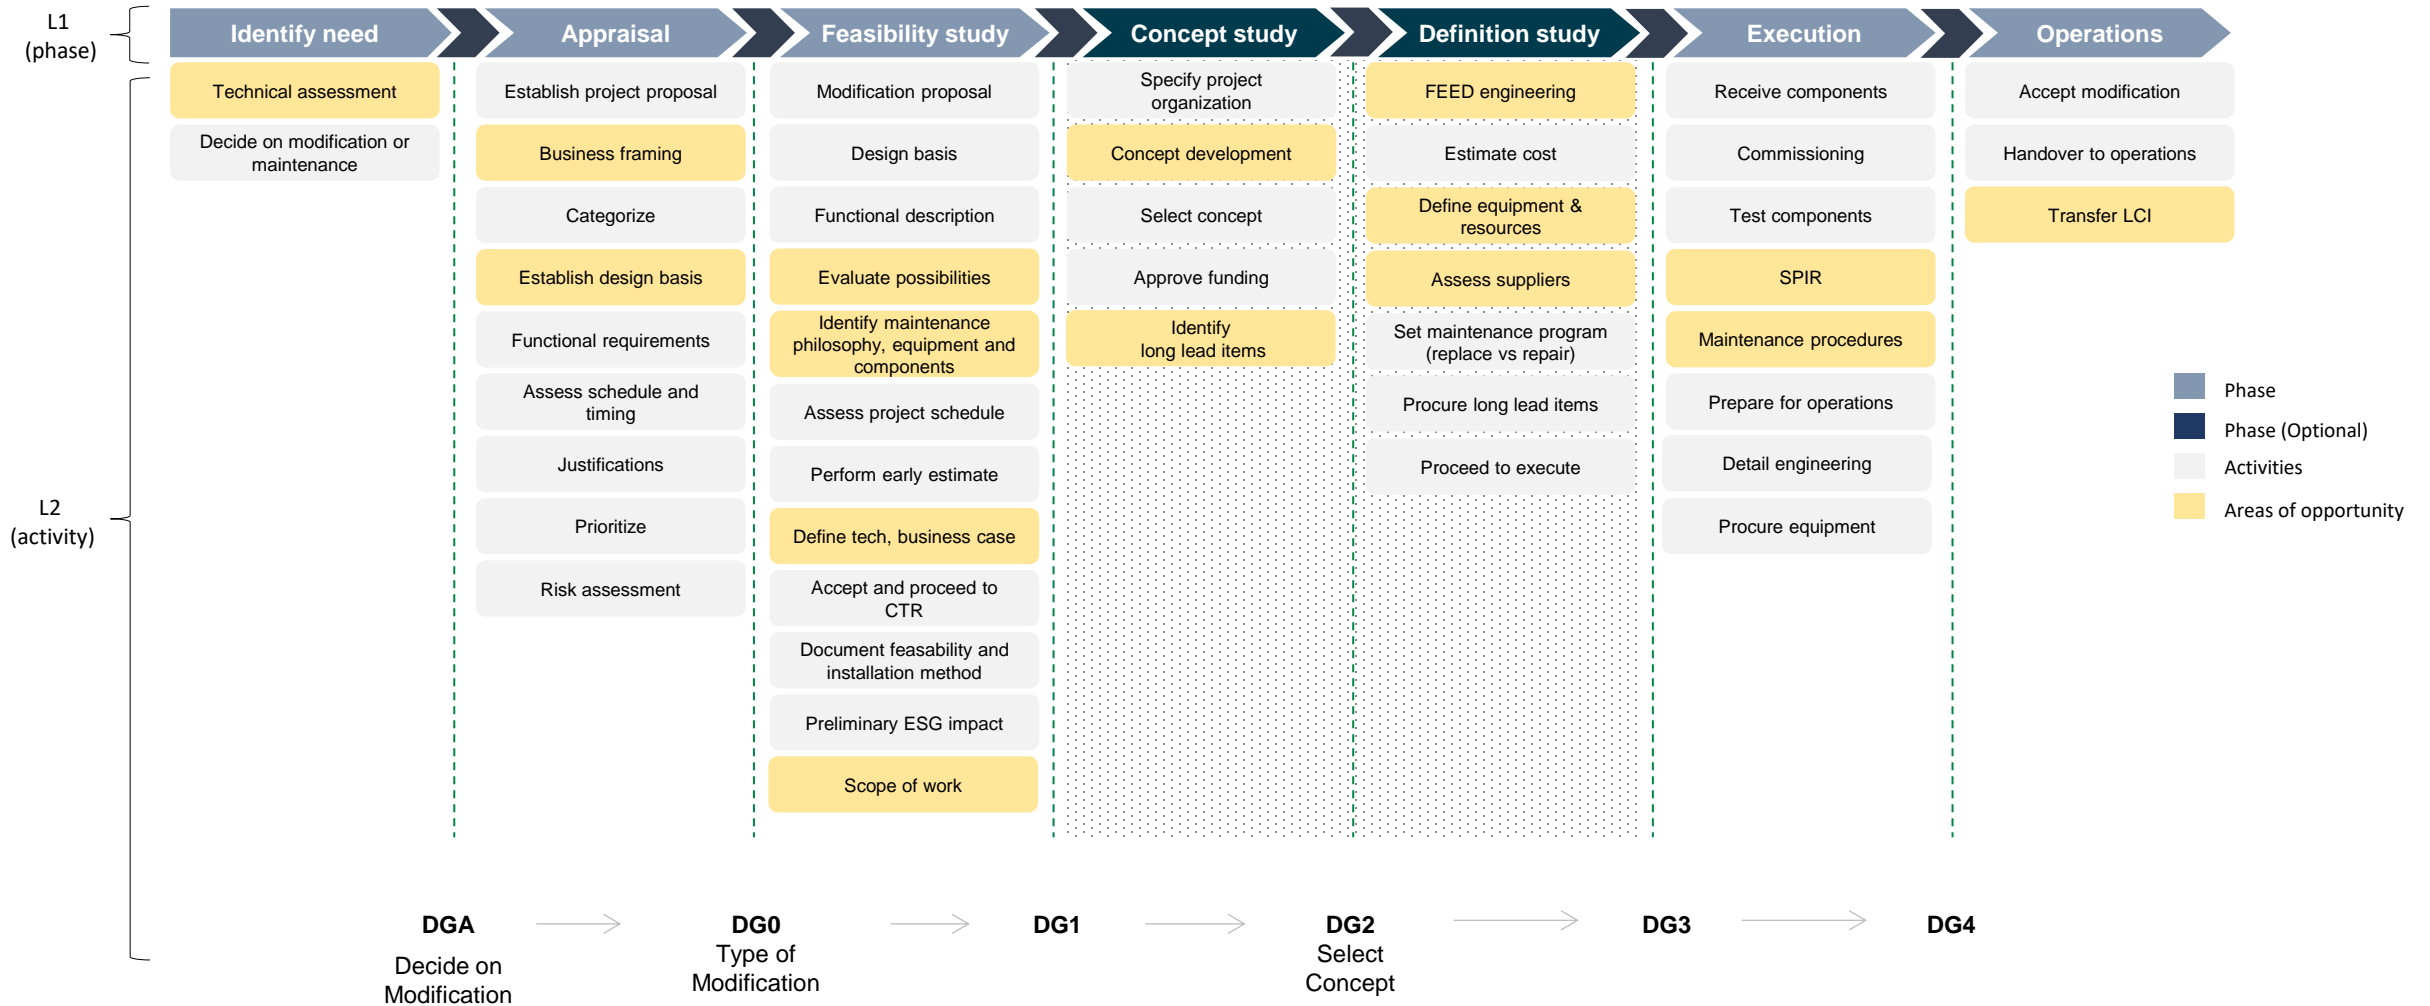 L1
(phase)
Identify need
Appraisal
Feasibility study
Concept study
Definition study
Execution
Operations
L2
(activity)
Technical assessment
Decide on modification or
maintenance
Establish project proposal
Business framing
Categorize
Establish design basis
Functional requirements
Assess schedule and
timing
Justifications
Prioritize
Risk assessment
Modification proposal
Design basis
Functional description
Evaluate possibilities
Identify maintenance
philosophy, equipment and
components
Assess project schedule
Perform early estimate
Define tech, business case
Accept and proceed to
CTR
Document feasability and
installation method
Preliminary ESG impact
Scope of work
Specify project
organization
Concept development
Select concept
Approve funding
Identify
long lead items
FEED engineering
Estimate cost
Define equipment &
resources
Assess suppliers
Set maintenance program
(replace vs repair)
Procure long lead items
Proceed to execute
Receive components
Commissioning
Test components
SPIR
Maintenance procedures
Prepare for operations
Detail engineering
Procure equipment
Accept modification
Handover to operations
Transfer LCI
Phase
Phase (Optional)
Activities
Areas of opportunity
DGA
Decide on
Modification
DG0
Type of
Modification
DG1
DG2
Select
Concept
DG3
DG4